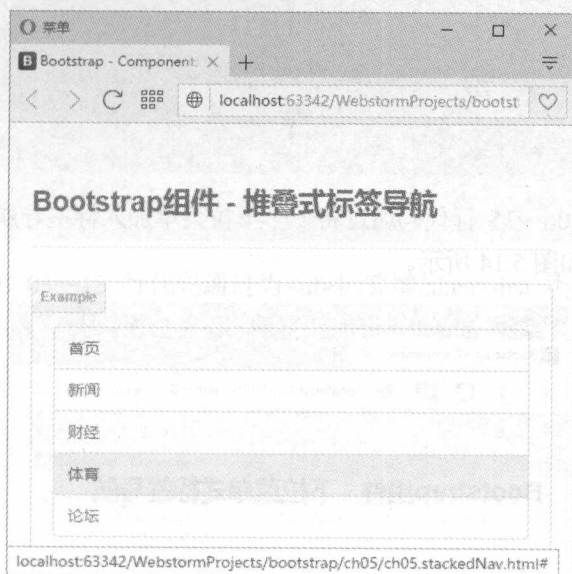 菜单
Bootstrap - Component
localhost:63342/WebstormProjects/bootst
Bootstrap组件 - 堆叠式标签导航
Example
首页
新闻
财经
体育
论坛
localhost:63342/WebstormProjects/bootstrap/ch05/ch05.stackedNav.html#